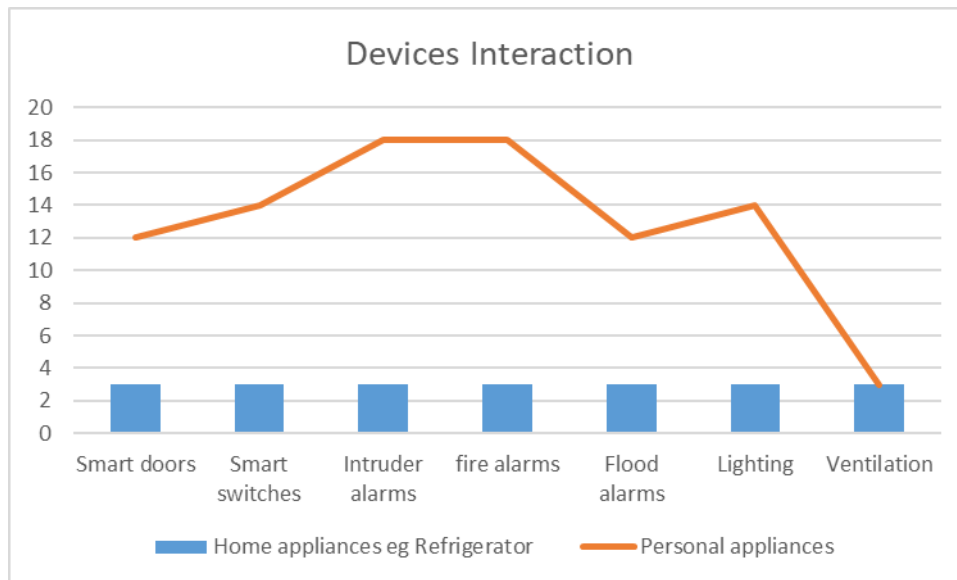 Devices Interaction
20
18
16
14
12
10
8
6
4
2
0
Smart doors
Smart
switches
Intruder
alarms
fire alarms
Flood
alarms
Lighting
Ventilation
Home appliances eg Refrigerator
Personal appliances